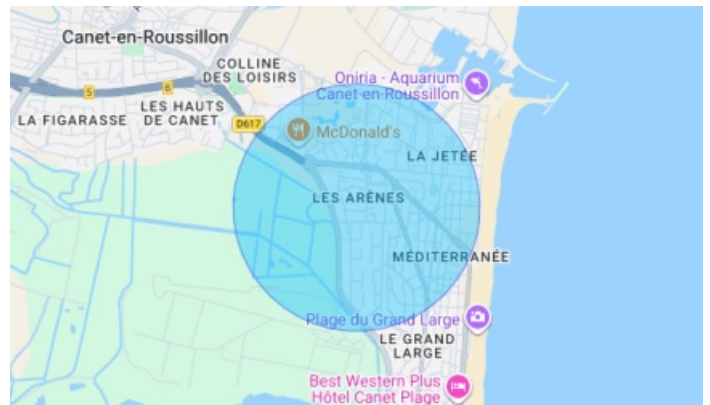 Canet-en-Roussillon
COLLINE
DES LOISIRS
Oniria - Aquarium
Canet-en-Roussillon
5
6
LA FIGARASSE
LES HAUTS
DE CANET
D617
McDonald's
LA JETÉE
LES ARÈNES
MÉDITERRANÉE
Plage du Grand Large
LE GRAND
LARGE
Best Western Plus
Hôtel Canet Plage